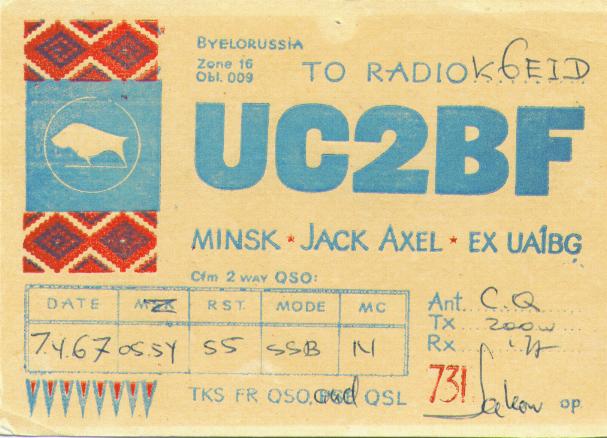 BYELORUSSIA
Zone 16
Obl. 009
TO RADIO K6EID
UC2BF
MINSK ★ JACK AXEL ★ EX UA1BG
Cfm 2 WAY QSO:
DATE RST MODE MC
7.4.67 05.54 55 SSB 14
Ant. C.Q
Tx 200w
Rx
731
TKS FR QSO, and QSL
op